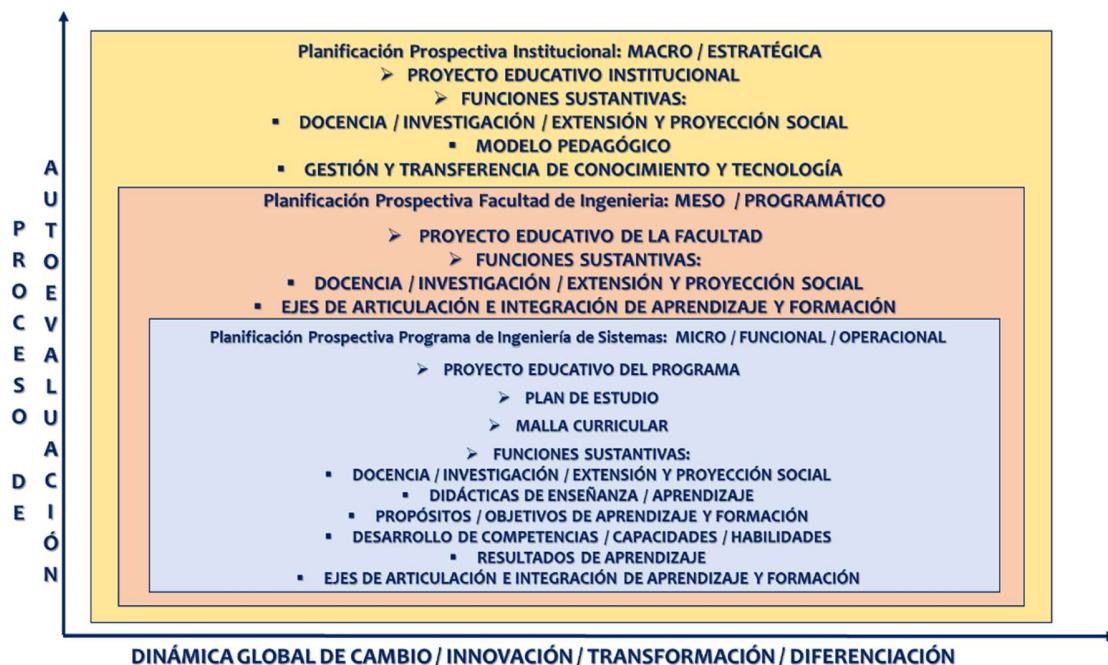 PROCESO DE
AUTOEVALUACIÓN
Planificación Prospectiva Institucional: MACRO / ESTRATÉGICA
➢ PROYECTO EDUCATIVO INSTITUCIONAL
➢ FUNCIONES SUSTANTIVAS:
▪ DOCENCIA / INVESTIGACIÓN / EXTENSIÓN Y PROYECCIÓN SOCIAL
▪ MODELO PEDAGÓGICO
▪ GESTIÓN Y TRANSFERENCIA DE CONOCIMIENTO Y TECNOLOGÍA
Planificación Prospectiva Facultad de Ingenieria: MESO / PROGRAMÁTICO
➢ PROYECTO EDUCATIVO DE LA FACULTAD
➢ FUNCIONES SUSTANTIVAS:
▪ DOCENCIA / INVESTIGACIÓN / EXTENSIÓN Y PROYECCIÓN SOCIAL
▪ EJES DE ARTICULACIÓN E INTEGRACIÓN DE APRENDIZAJE Y FORMACIÓN
Planificación Prospectiva Programa de Ingeniería de Sistemas: MICRO / FUNCIONAL / OPERACIONAL
➢ PROYECTO EDUCATIVO DEL PROGRAMA
➢ PLAN DE ESTUDIO
➢ MALLA CURRICULAR
➢ FUNCIONES SUSTANTIVAS:
▪ DOCENCIA / INVESTIGACIÓN / EXTENSIÓN Y PROYECCIÓN SOCIAL
▪ DIDÁCTICAS DE ENSEÑANZA / APRENDIZAJE
▪ PROPÓSITOS / OBJETIVOS DE APRENDIZAJE Y FORMACIÓN
▪ DESARROLLO DE COMPETENCIAS / CAPACIDADES / HABILIDADES
▪ RESULTADOS DE APRENDIZAJE
▪ EJES DE ARTICULACIÓN E INTEGRACIÓN DE APRENDIZAJE Y FORMACIÓN
DINÁMICA GLOBAL DE CAMBIO / INNOVACIÓN / TRANSFORMACIÓN / DIFERENCIACIÓN